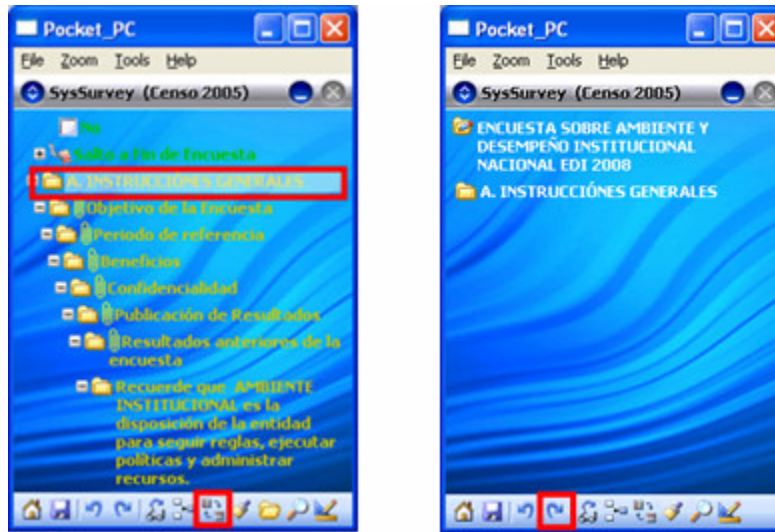 Pocket_PC
File Zoom Tools Help
SysSurvey (Censo 2005)
No
Salto a Fin de Encuesta
A. INSTRUCCIÓNES GENERALES
Objetivo de la Encuesta
Periodo de referencia
Beneficios
Confidencialidad
Publicación de Resultados
Resultados anteriores de la
encuesta
Recuerde que AMBIENTE
INSTITUCIONAL es la
disposición de la entidad
para seguir reglas, ejecutar
políticas y administrar
recursos.
Pocket_PC
File Zoom Tools Help
SysSurvey (Censo 2005)
ENCUESTA SOBRE AMBIENTE Y
DESEMPEÑO INSTITUCIONAL
NACIONAL EDI 2008
A. INSTRUCCIÓNES GENERALES